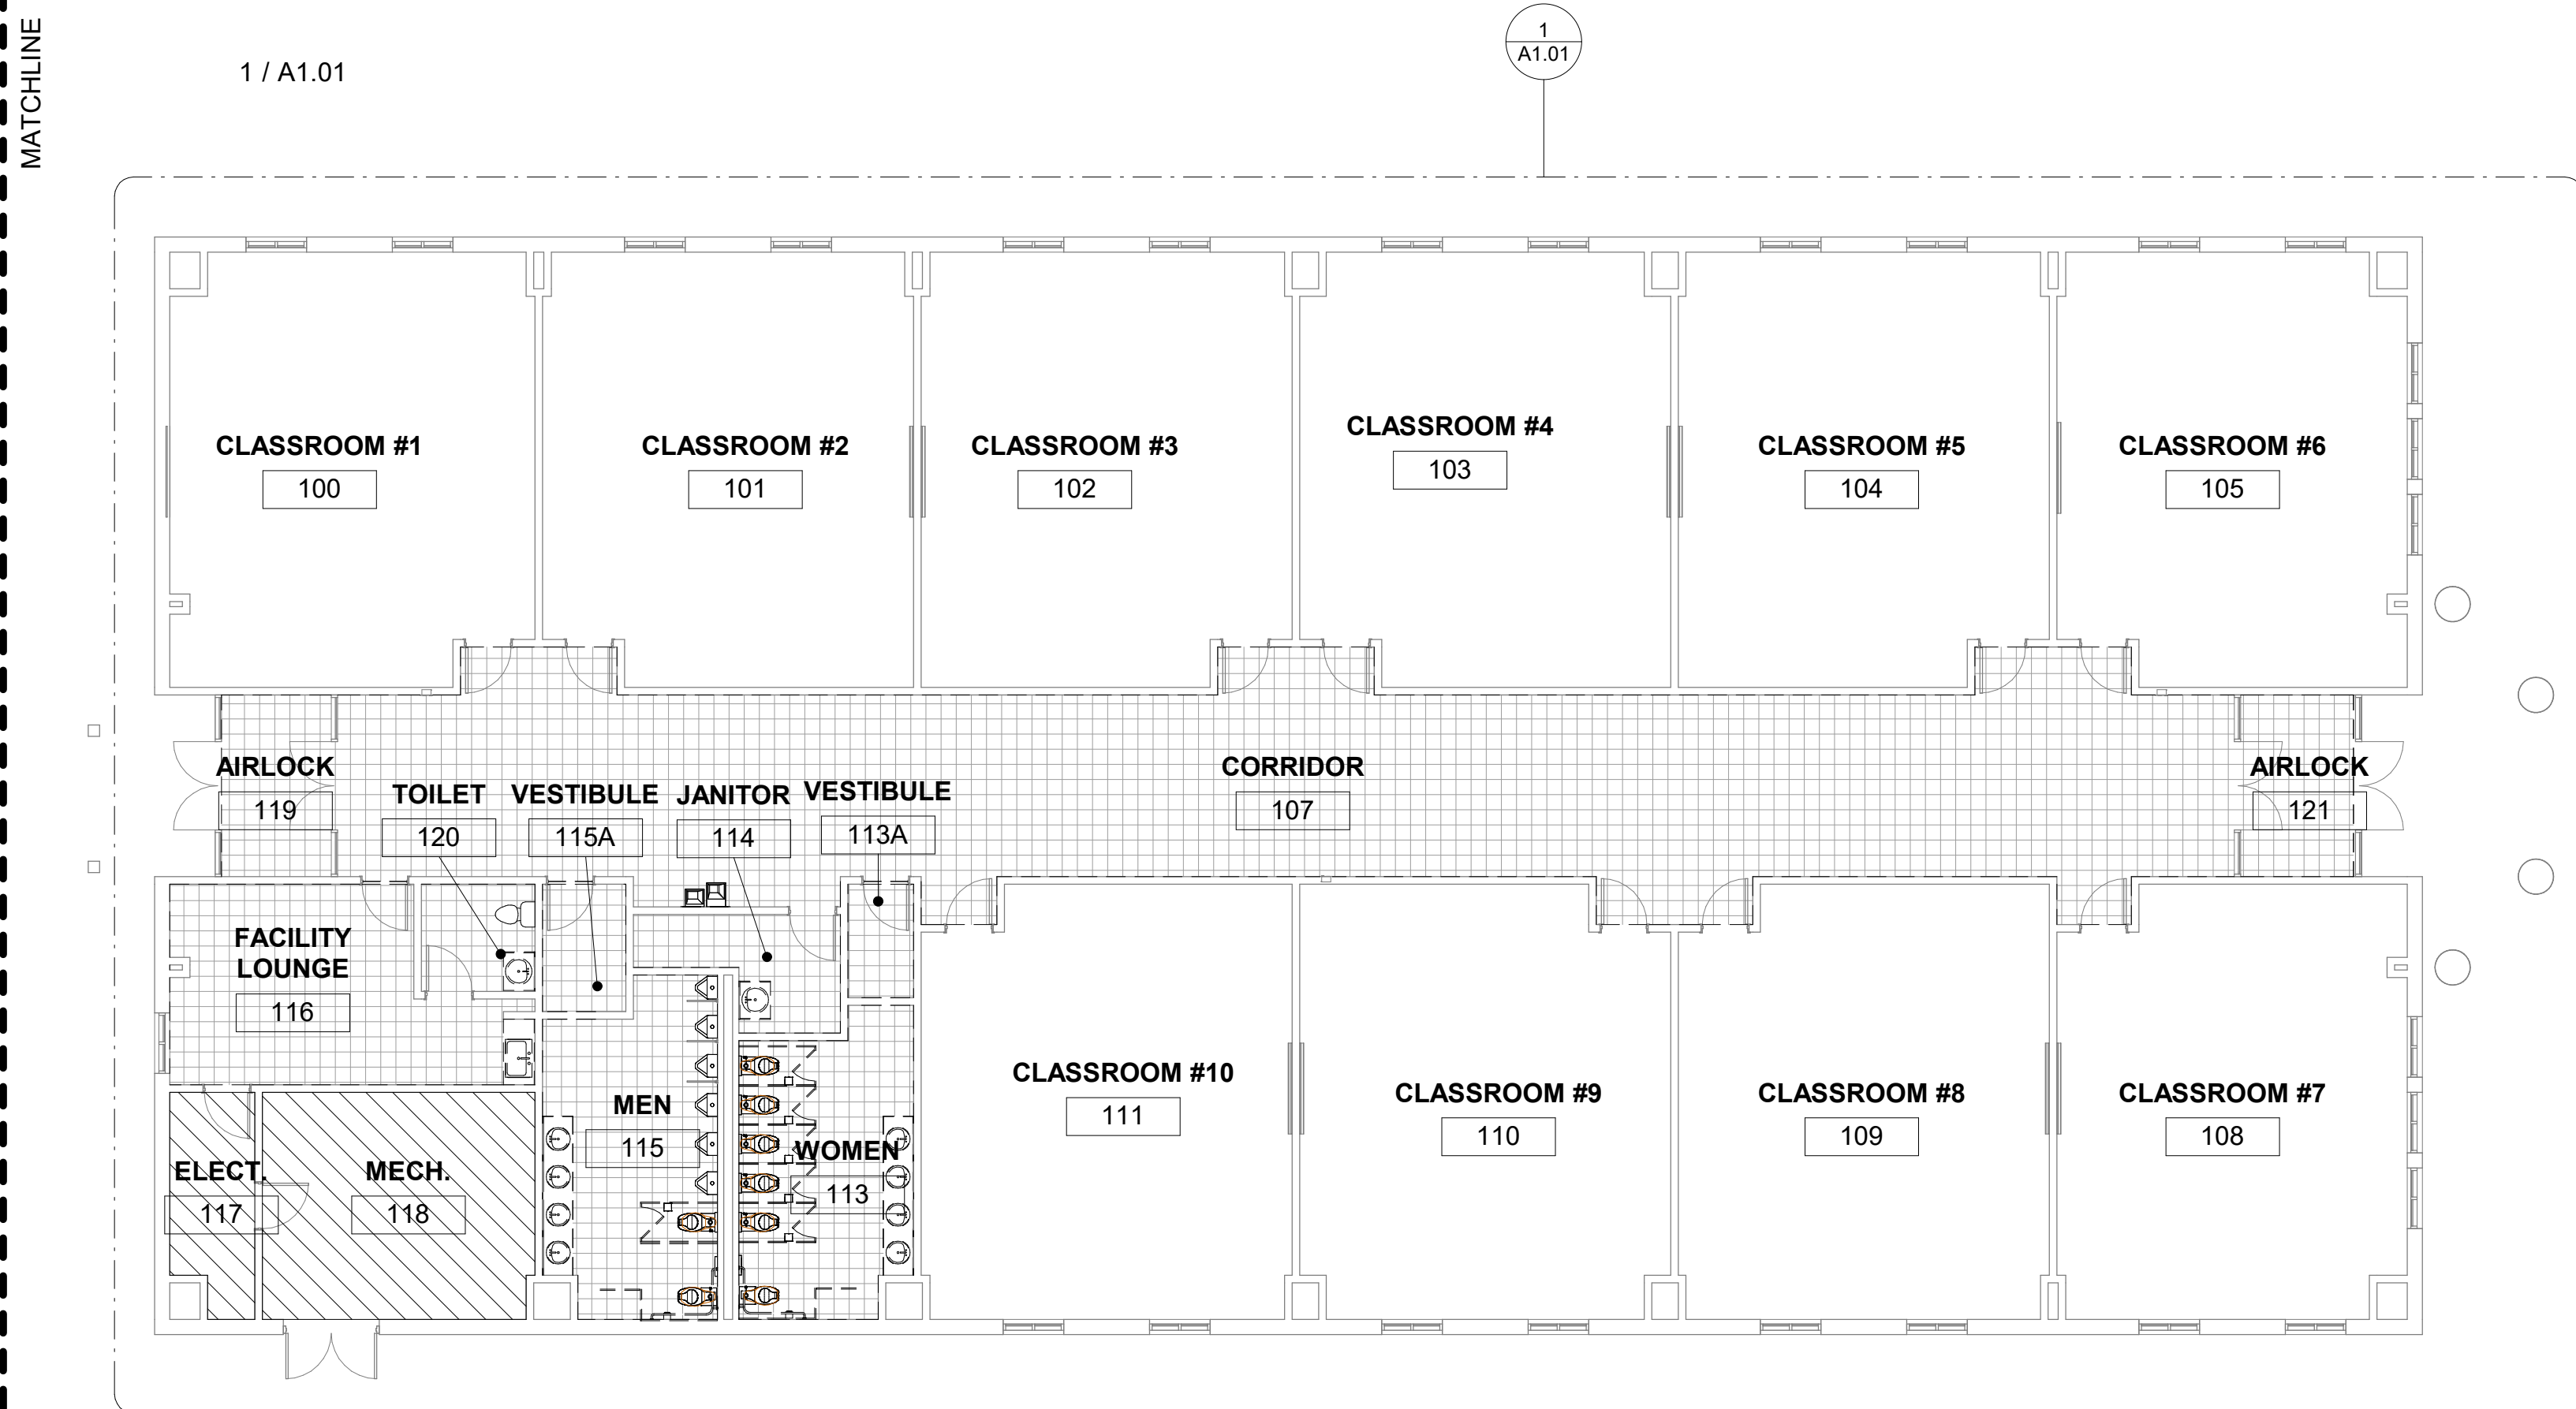 MATCHLINE
1 / A1.01
1
A1.01
CLASSROOM #1
100
CLASSROOM #2
101
CLASSROOM #3
102
CLASSROOM #4
103
CLASSROOM #5
104
CLASSROOM #6
105
AIRLOCK
119
TOILET
120
VESTIBULE
115A
JANITOR
114
VESTIBULE
113A
CORRIDOR
107
AIRLOCK
121
FACILITY
LOUNGE
116
ELECT.
117
MECH.
118
MEN
115
WOMEN
113
CLASSROOM #10
111
CLASSROOM #9
110
CLASSROOM #8
109
CLASSROOM #7
108